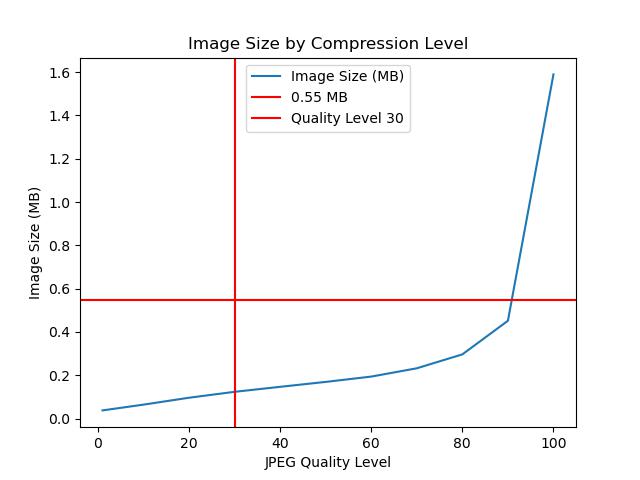 Image Size by Compression Level
Image Size (MB)
0.55 MB
Quality Level 30
Image Size (MB)
1.6
1.4
1.2
1.0
0.8
0.6
0.4
0.2
0.0
0 20 40 60 80 100
JPEG Quality Level